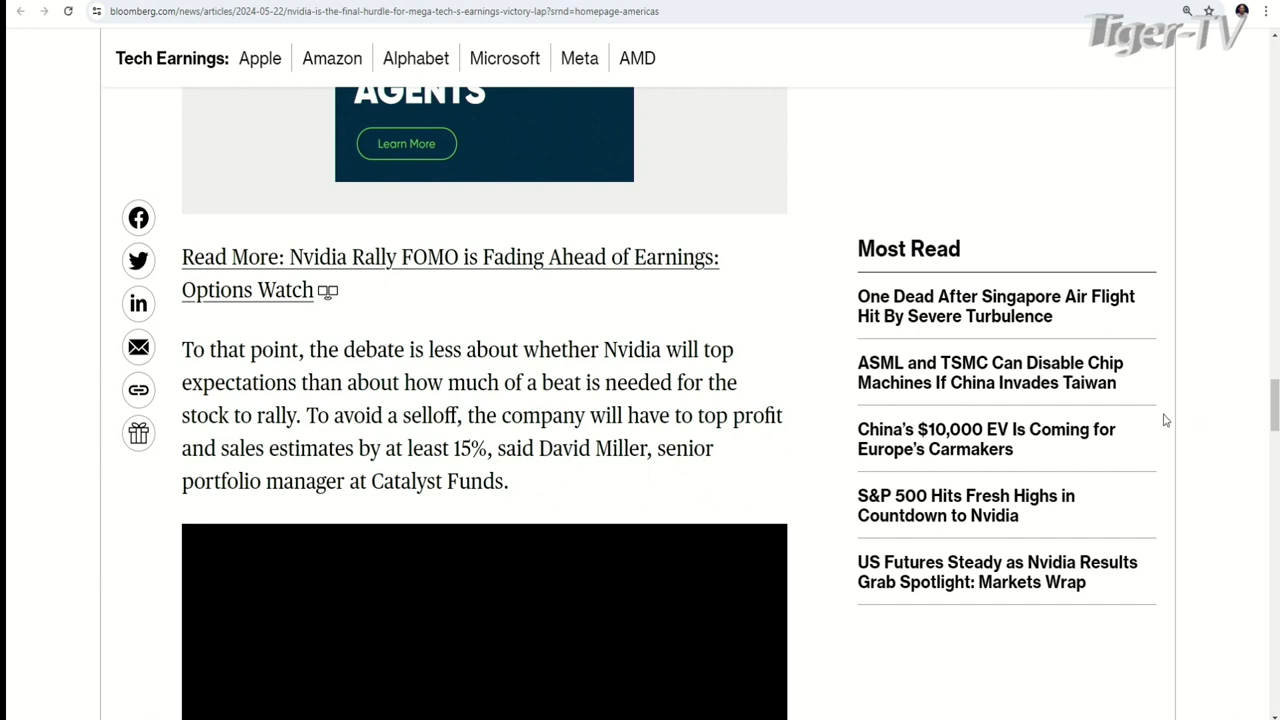 bloomberg.com/news/articles/2024-05-22/nvidia-is-the-final-hurdle-for-mega-tech-s-earnings-victory-lap?srnd=homepage-americas
Tiger-TV
Tech Earnings: Apple Amazon Alphabet Microsoft Meta AMD
AGENTS
Learn More
Read More: Nvidia Rally FOMO is Fading Ahead of Earnings:
Options Watch
To that point, the debate is less about whether Nvidia will top
expectations than about how much of a beat is needed for the
stock to rally. To avoid a selloff, the company will have to top profit
and sales estimates by at least 15%, said David Miller, senior
portfolio manager at Catalyst Funds.
Most Read
One Dead After Singapore Air Flight
Hit By Severe Turbulence
ASML and TSMC Can Disable Chip
Machines If China Invades Taiwan
China's $10,000 EV Is Coming for
Europe's Carmakers
S&P 500 Hits Fresh Highs in
Countdown to Nvidia
US Futures Steady as Nvidia Results
Grab Spotlight: Markets Wrap